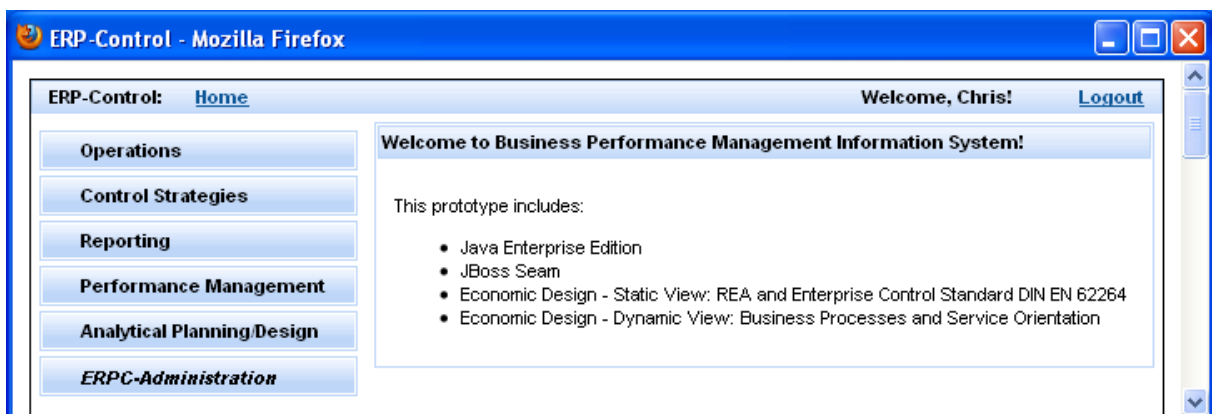 ERP-Control - Mozilla Firefox
ERP-Control: Home Welcome, Chris! Logout
Operations
Control Strategies
Reporting
Performance Management
Analytical Planning/Design
ERPC-Administration
Welcome to Business Performance Management Information System!
This prototype includes:
• Java Enterprise Edition
• JBoss Seam
• Economic Design - Static View: REA and Enterprise Control Standard DIN EN 62264
• Economic Design - Dynamic View: Business Processes and Service Orientation